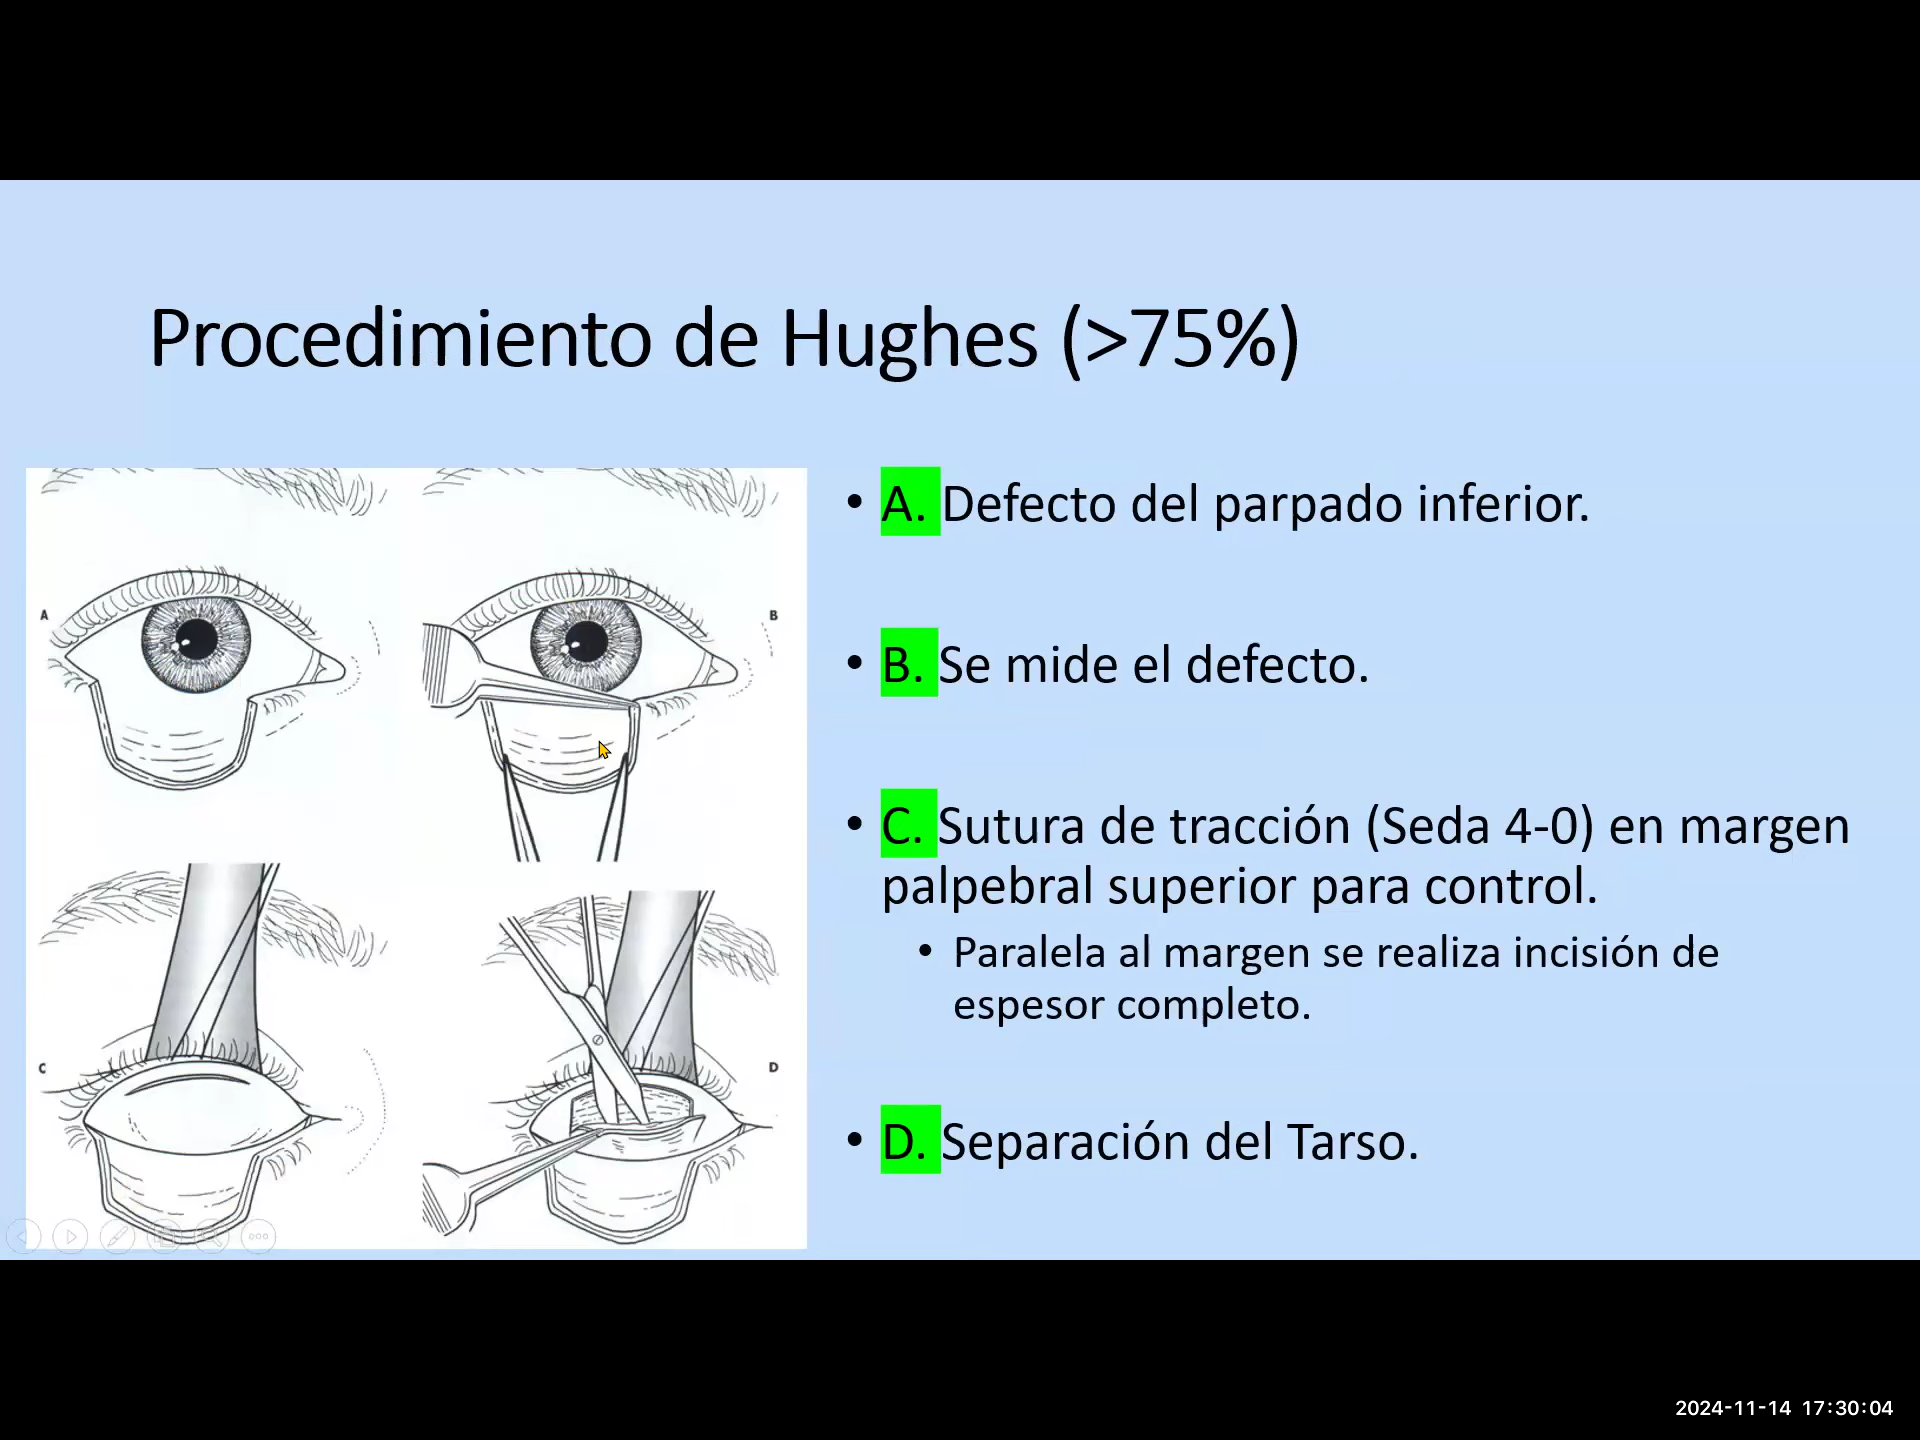 Procedimiento de Hughes (>75%)
A
B
C
D
• A. Defecto del parpado inferior.
• B. Se mide el defecto.
• C. Sutura de tracción (Seda 4-0) en margen
palpebral superior para control.
• Paralela al margen se realiza incisión de
espesor completo.
• D. Separación del Tarso.
2024-11-14 17:30:04